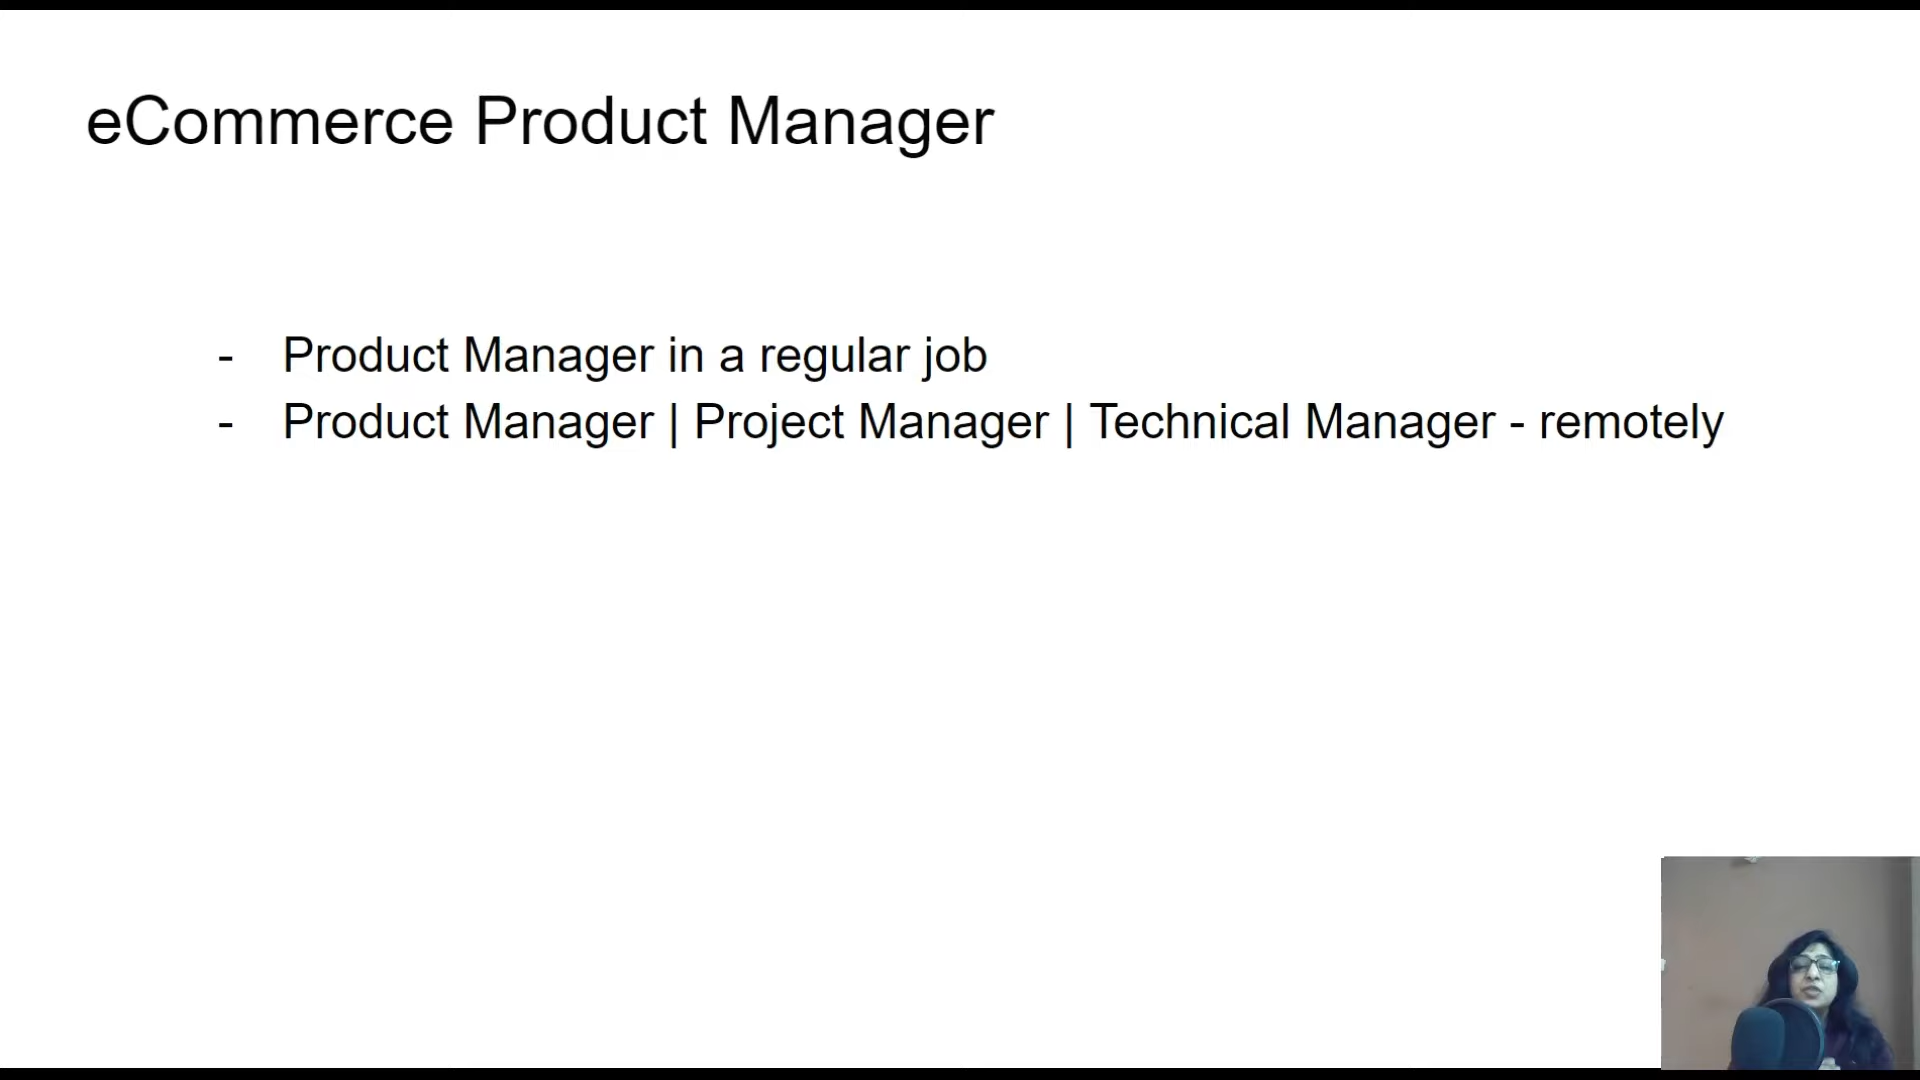 eCommerce Product Manager
- Product Manager in a regular job
- Product Manager | Project Manager | Technical Manager - remotely